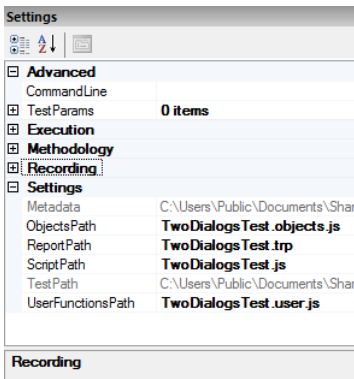 Settings
Advanced
CommandLine
TestParams 0 items
Execution
Methodology
Recording
Settings
Metadata C:\Users\Public\Documents\Shar
ObjectsPath TwoDialogsTest.objects.js
ReportPath TwoDialogsTest.trp
ScriptPath TwoDialogsTest.js
TestPath C:\Users\Public\Documents\Shar
UserFunctionsPath TwoDialogsTest.user.js
Recording